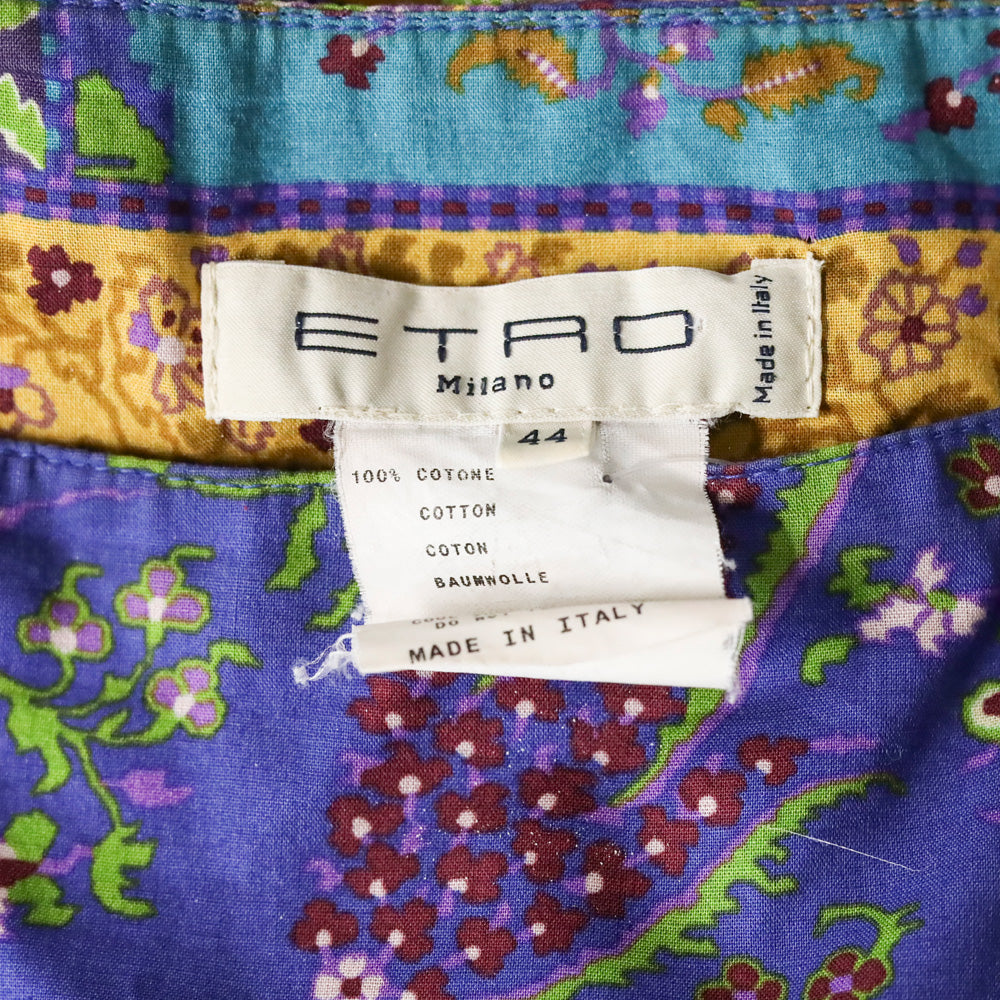 ETRO
Milano
Made in Italy
44
100% COTONE
COTTON
COTON
BAUMWOLLE
MADE IN ITALY